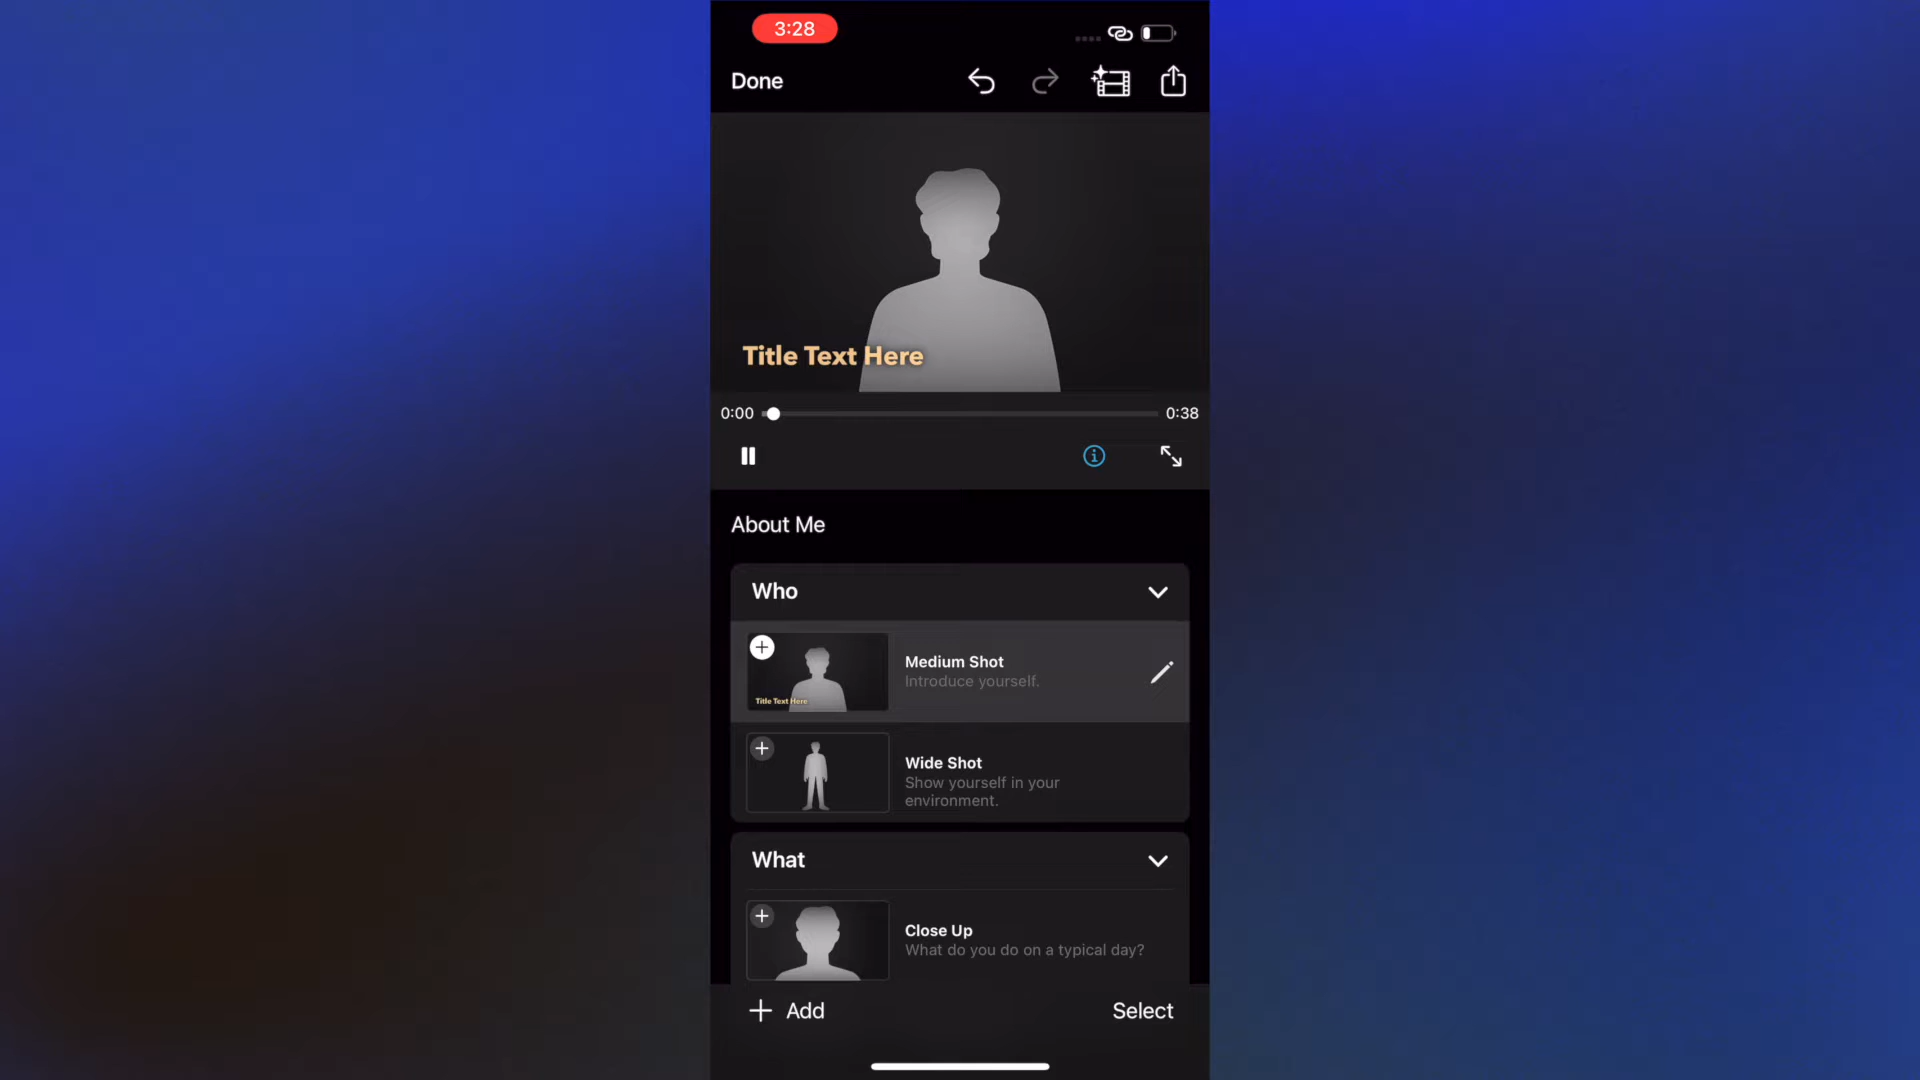 3:28
Done
Title Text Here
0:00
0:38
About Me
Who
Title Text Here
Medium Shot
Introduce yourself.
Wide Shot
Show yourself in your
environment.
What
Close Up
What do you do on a typical day?
Add
Select